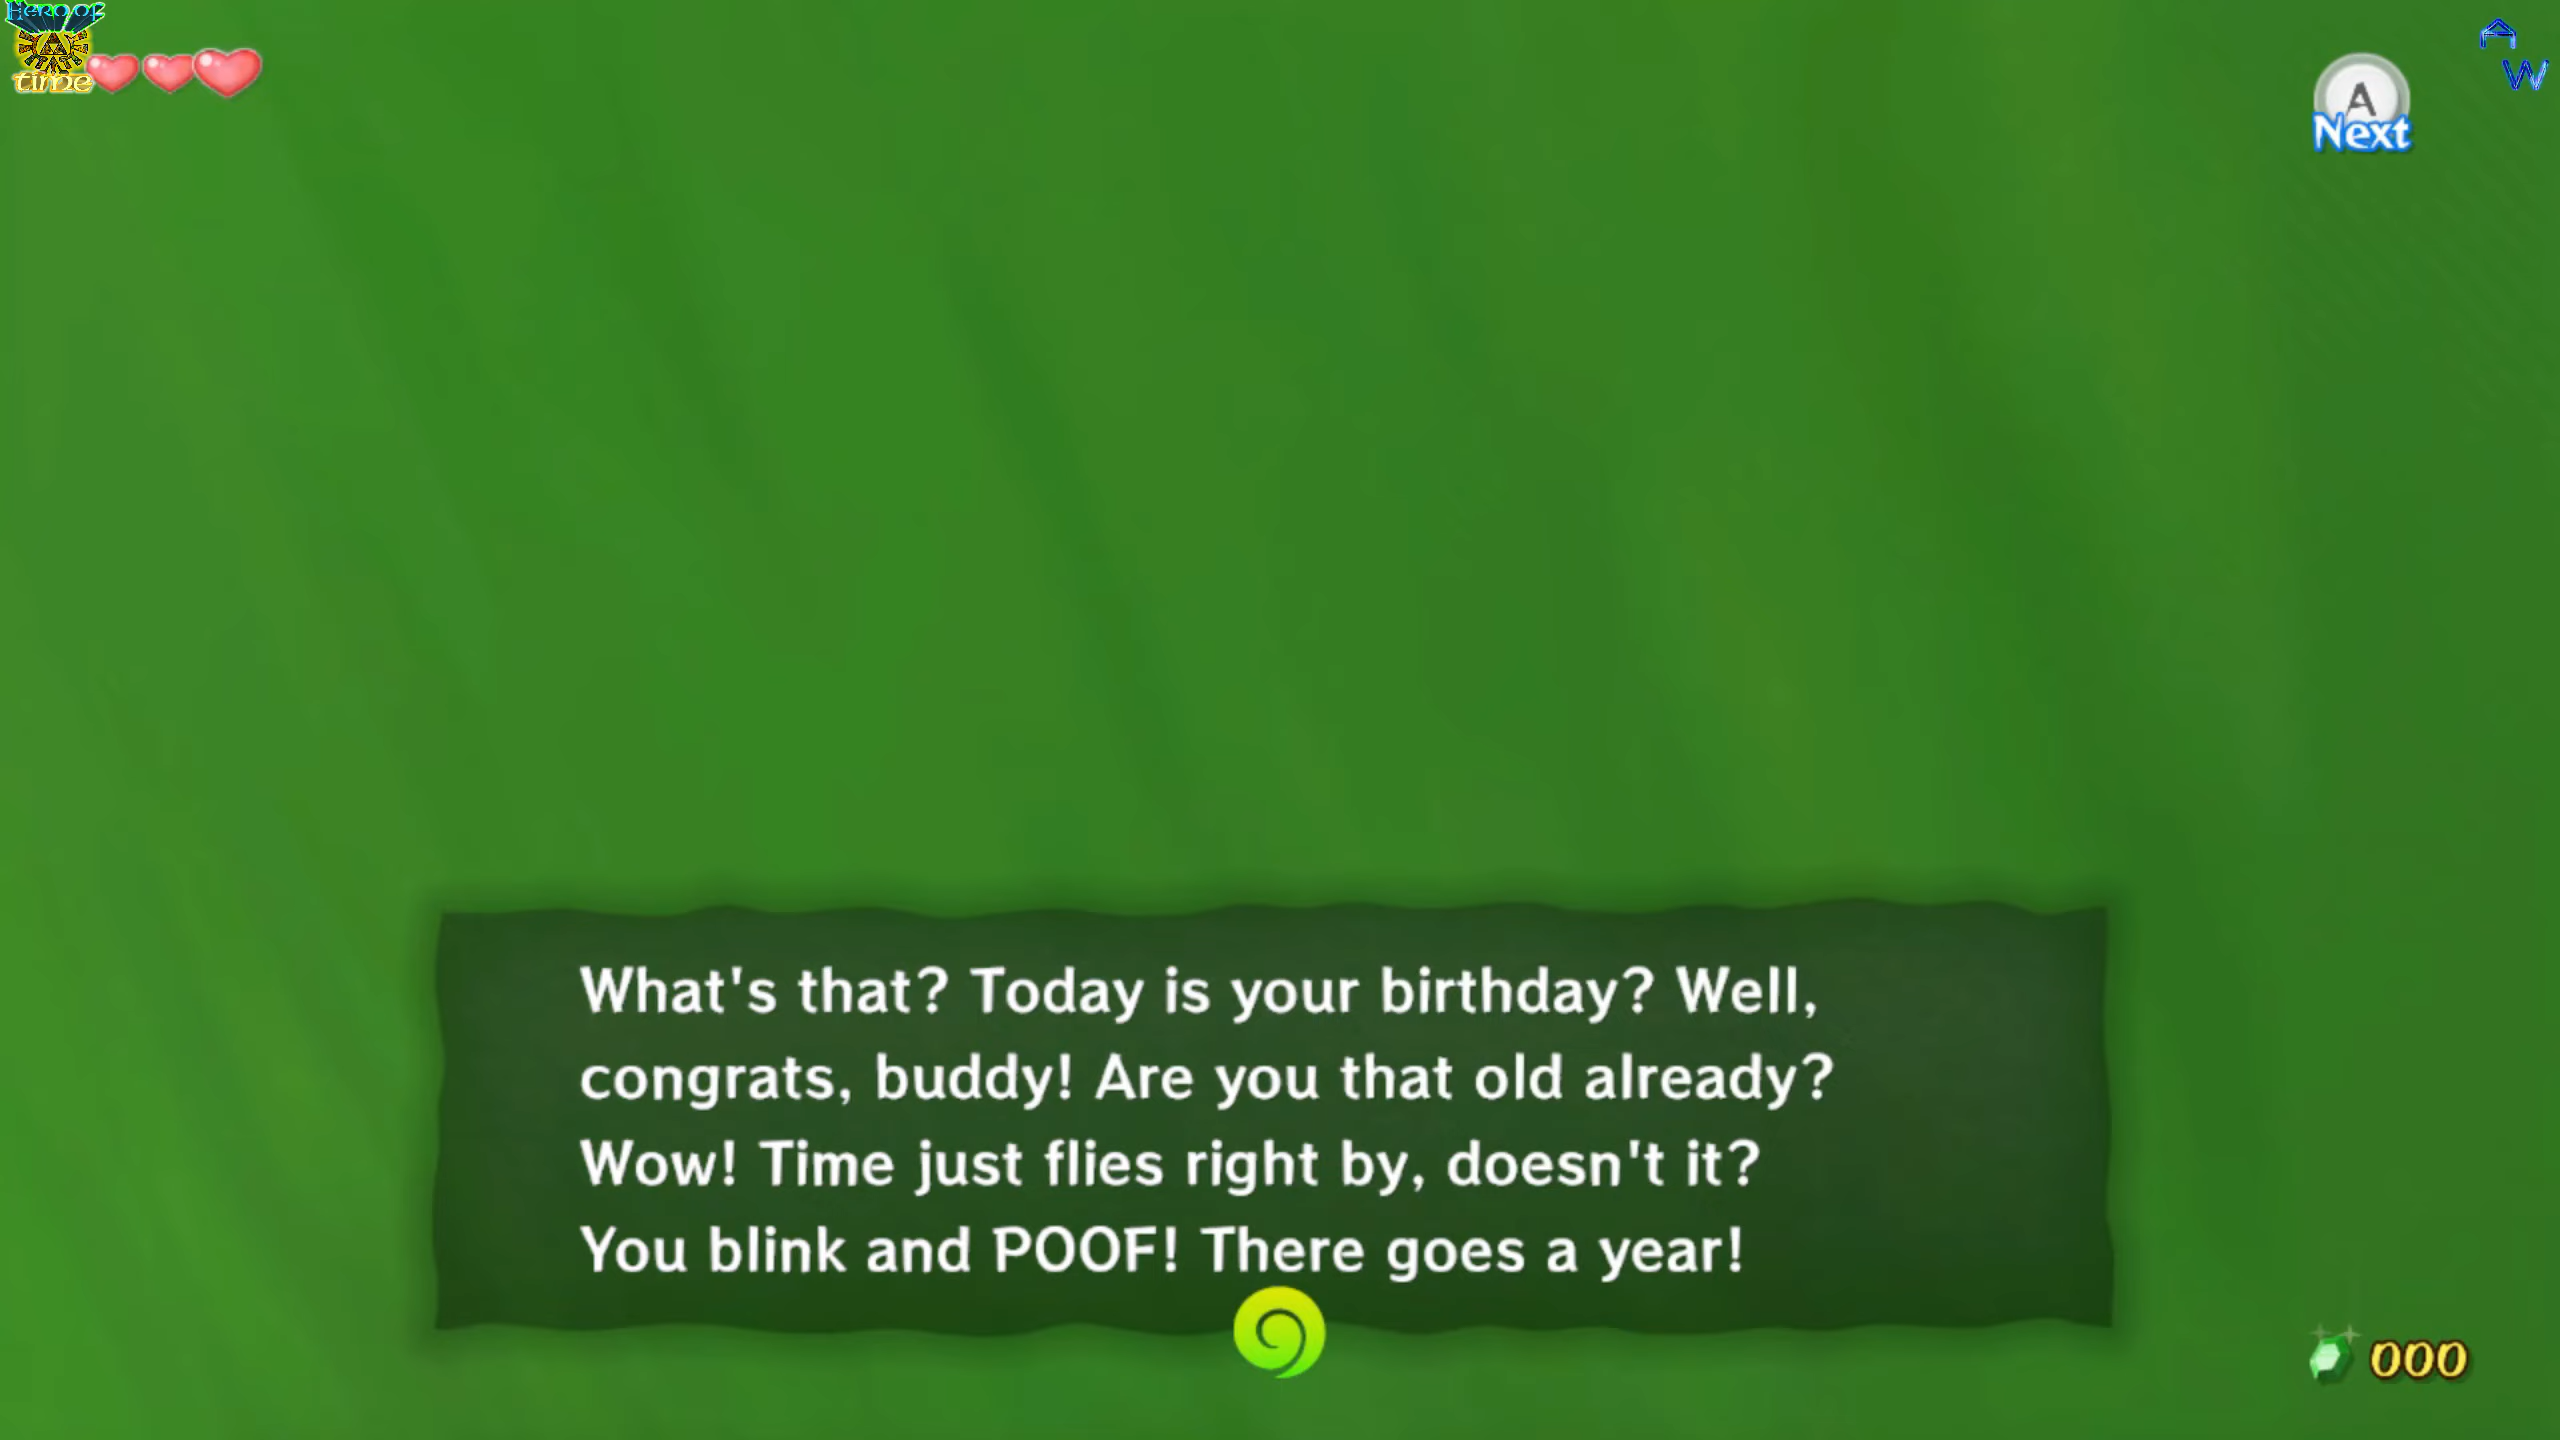 Hero of
time
A
Next
A
W
What's that? Today is your birthday? Well,
congrats, buddy! Are you that old already?
Wow! Time just flies right by, doesn't it?
You blink and POOF! There goes a year!
000